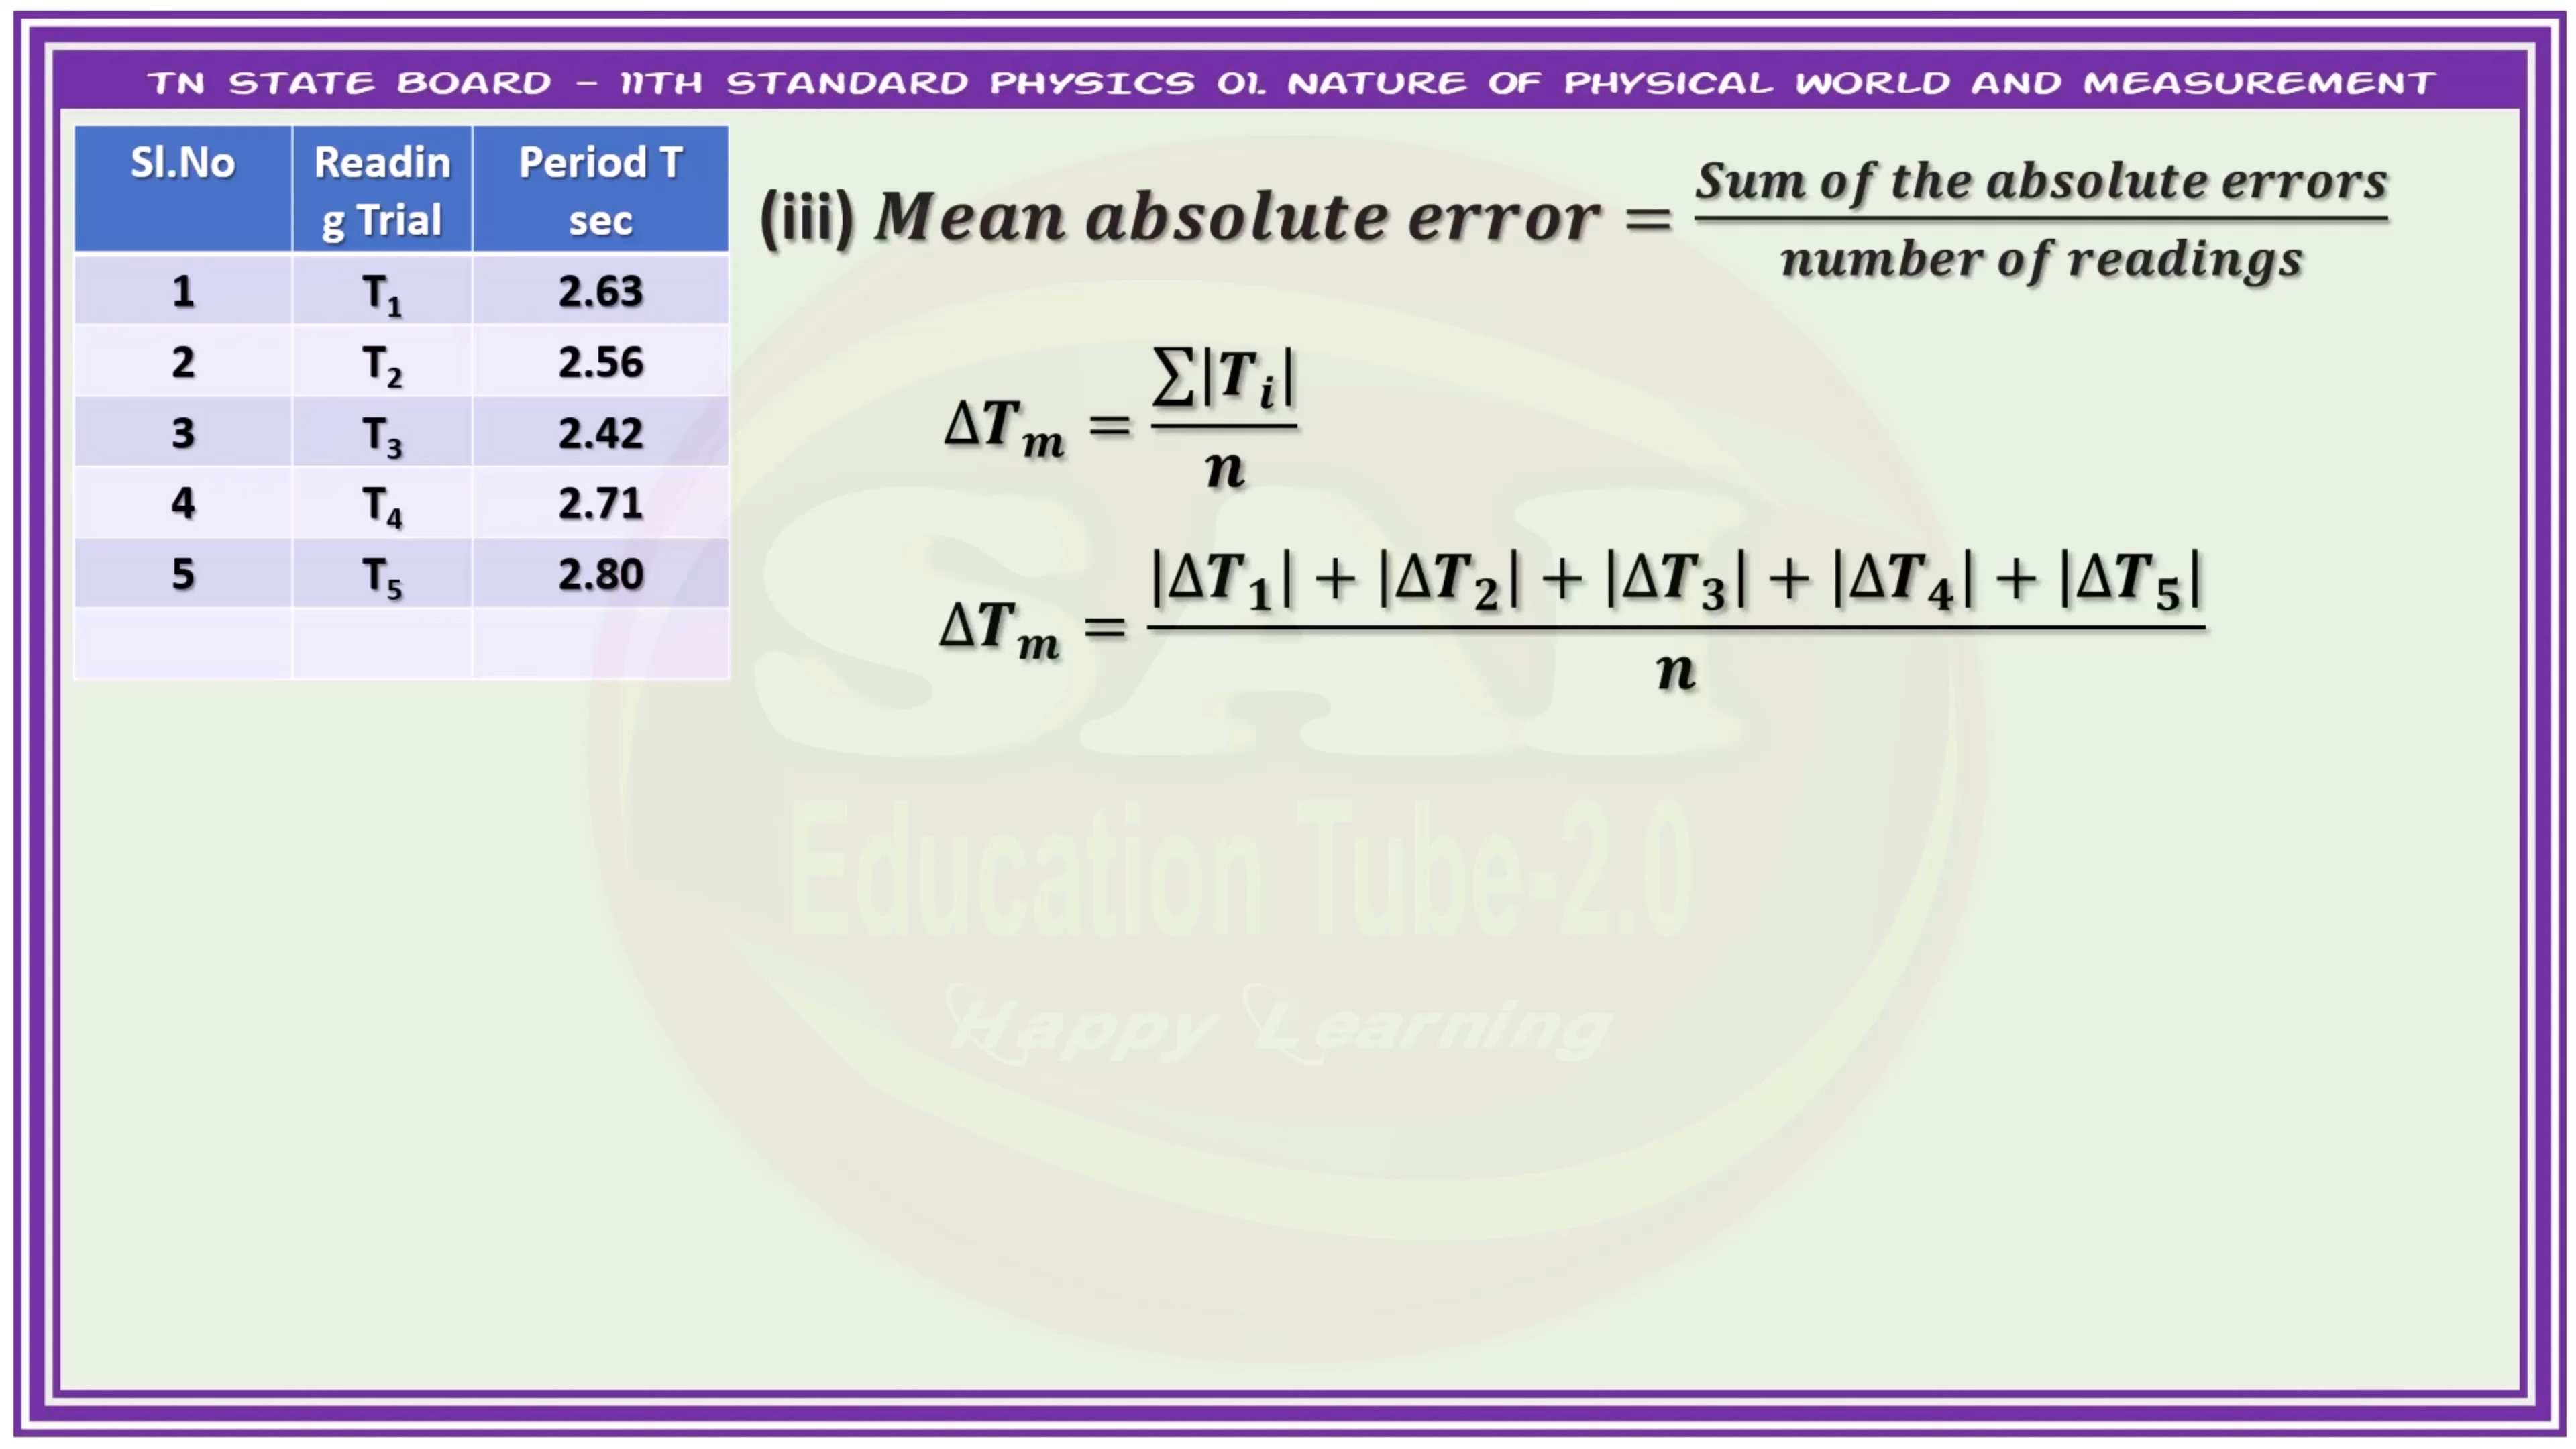 TN STATE BOARD – 11TH STANDARD PHYSICS 01. NATURE OF PHYSICAL WORLD AND MEASUREMENT
Sl.No Readin Period T
g Trial sec
1 T₁ 2.63
2 T₂ 2.56
3 T₃ 2.42
4 T₄ 2.71
5 T₅ 2.80
(iii) Mean absolute error = Sum of the absolute errors / number of readings
ΔTₘ = ∑|Tᵢ| / n
ΔTₘ = |ΔT₁| + |ΔT₂| + |ΔT₃| + |ΔT₄| + |ΔT₅| / n
SAI
Education Tube-2.0
Happy Learning